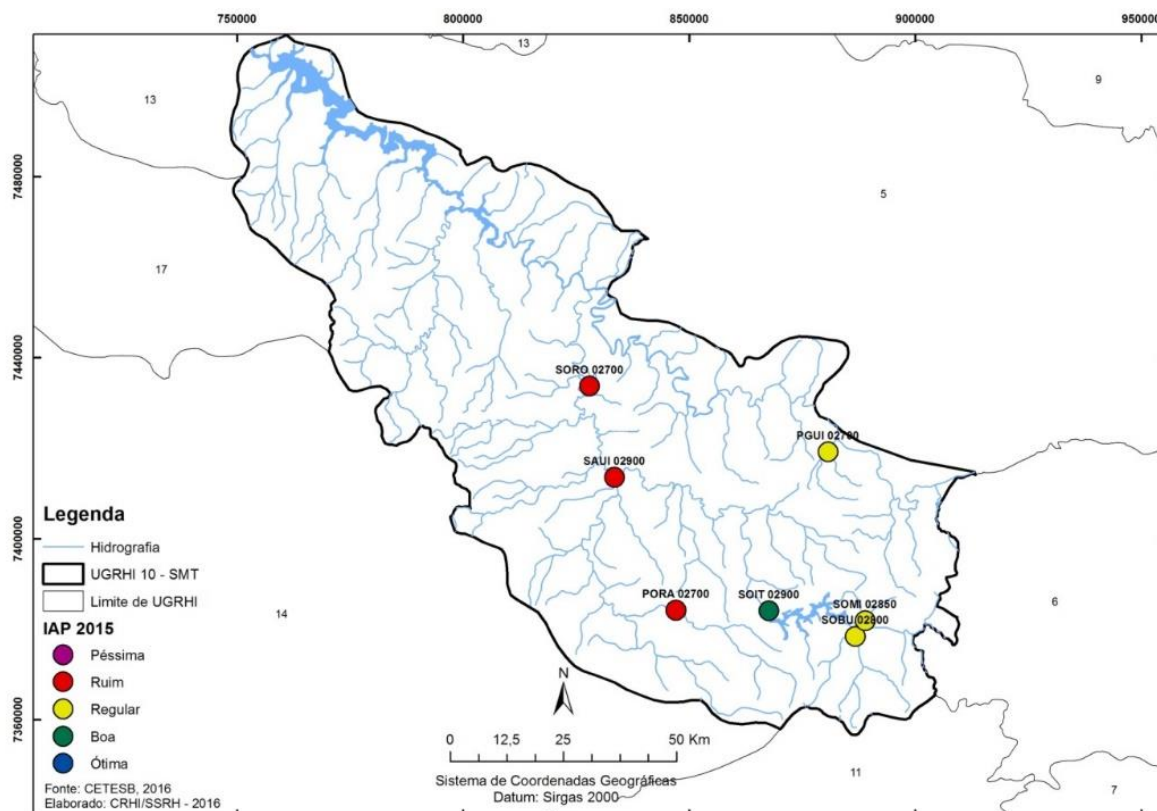 750000 800000 850000 900000 950000
13
13
9
7480000
5
17
7440000
SORO 02700
PGUI 02700
SAUI 02900
Legenda
7400000
Hidrografia
UGRHI 10 - SMT
PORA 02700
SOIT 02900
SOMI 02850
Limite de UGRHI
14
6
SOBU 02800
IAP 2015
Péssima
Ruim
N
Regular
7360000
Boa
0 12,5 25 50 Km
Ótima
Sistema de Coordenadas Geográficas
11
Fonte: CETESB, 2016
Datum: Sirgas 2000
7
Elaborado: CRHI/SSRH - 2016